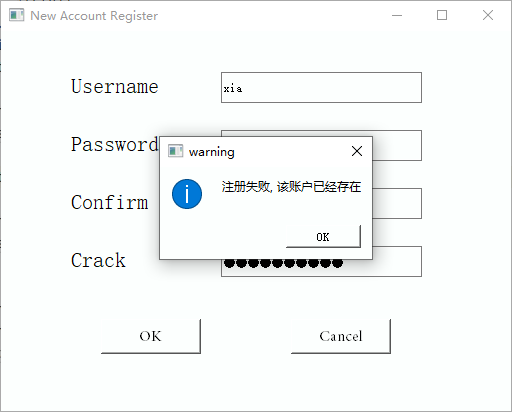 New Account Register
Username
xia
Password
warning
注册失败, 该账户已经存在
Confirm
OK
Crack
OK
Cancel